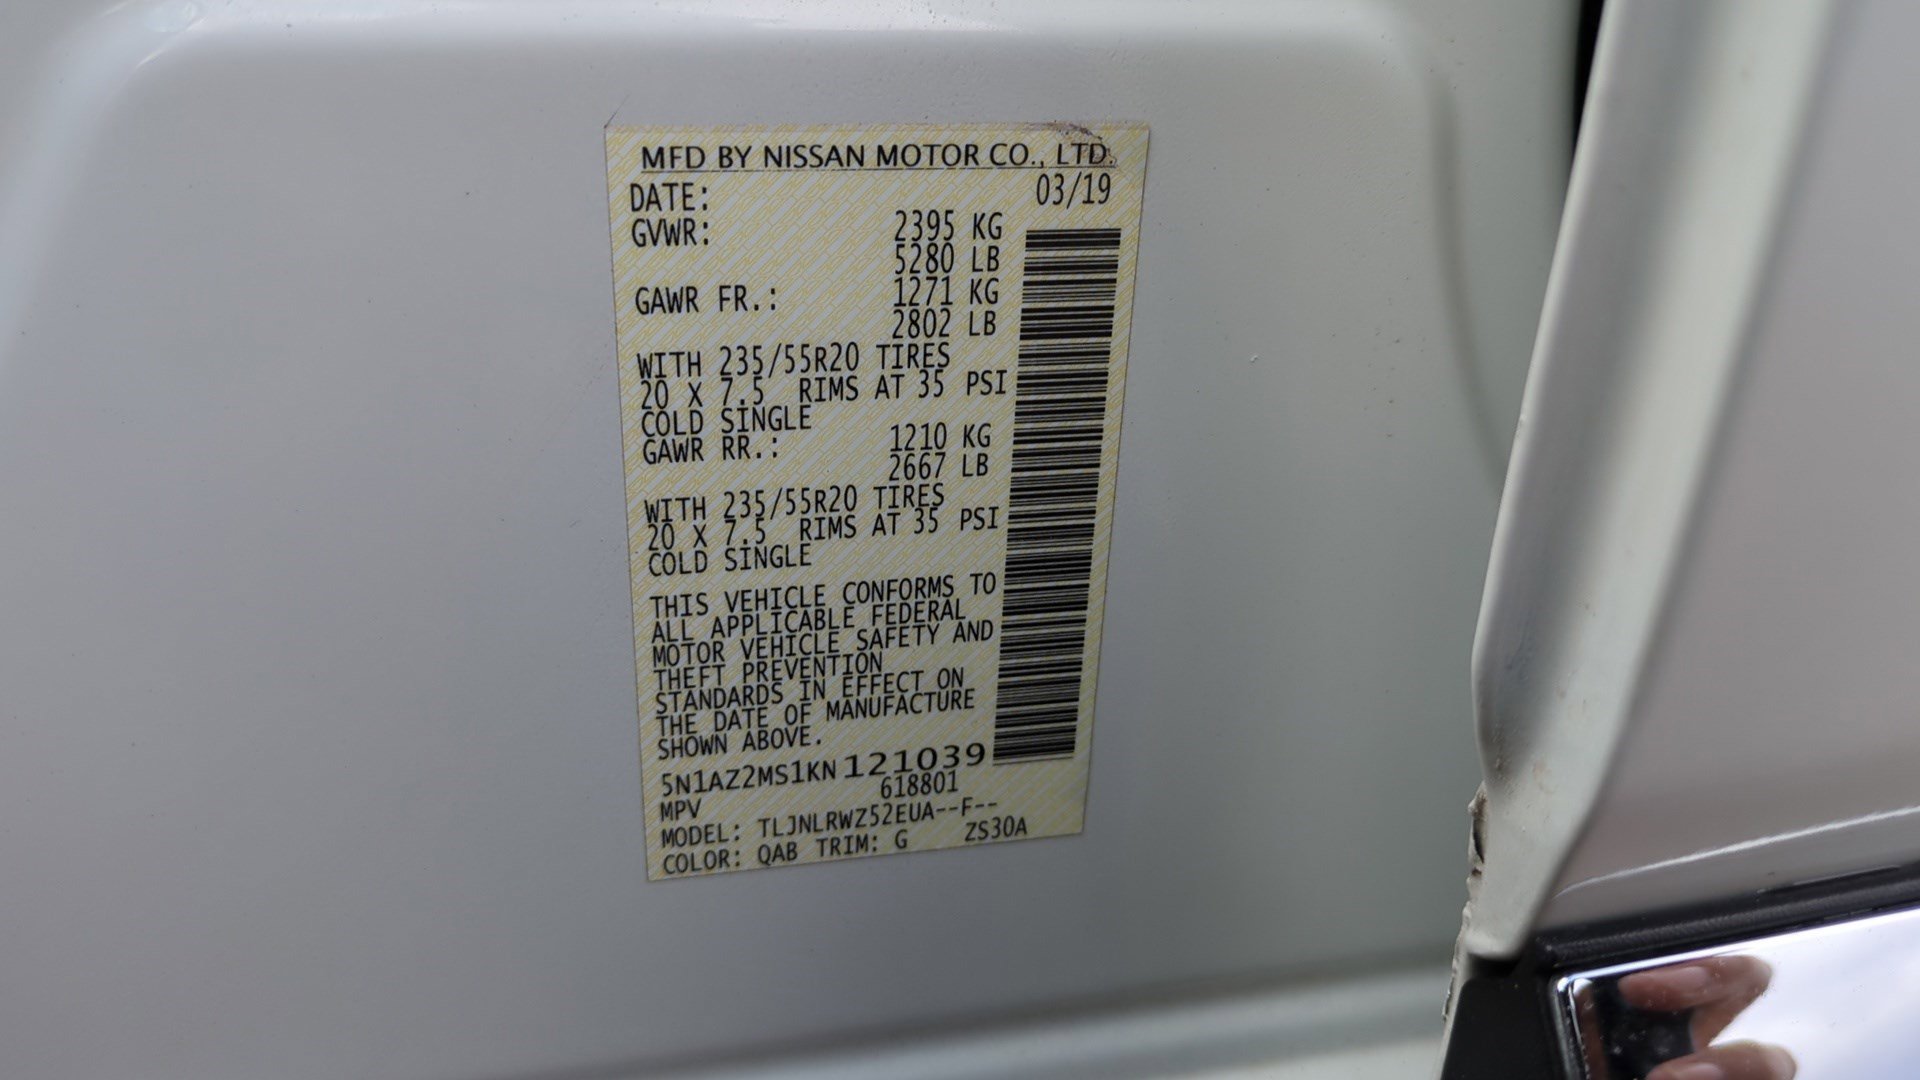 MFD BY NISSAN MOTOR CO., LTD.
DATE: 03/19
GVWR: 2395 KG
5280 LB
GAWR FR.: 1271 KG
2802 LB
WITH 235/55R20 TIRES
20 X 7.5 RIMS AT 35 PSI
COLD SINGLE
GAWR RR.: 1210 KG
2667 LB
WITH 235/55R20 TIRES
20 X 7.5 RIMS AT 35 PSI
COLD SINGLE
THIS VEHICLE CONFORMS TO
ALL APPLICABLE FEDERAL
MOTOR VEHICLE SAFETY AND
THEFT PREVENTION
STANDARDS IN EFFECT ON
THE DATE OF MANUFACTURE
SHOWN ABOVE.
5N1AZ2MS1KN121039
MPV 618801
MODEL: TLJNLRWZ52EUA--F--
COLOR: QAB TRIM: G ZS30A